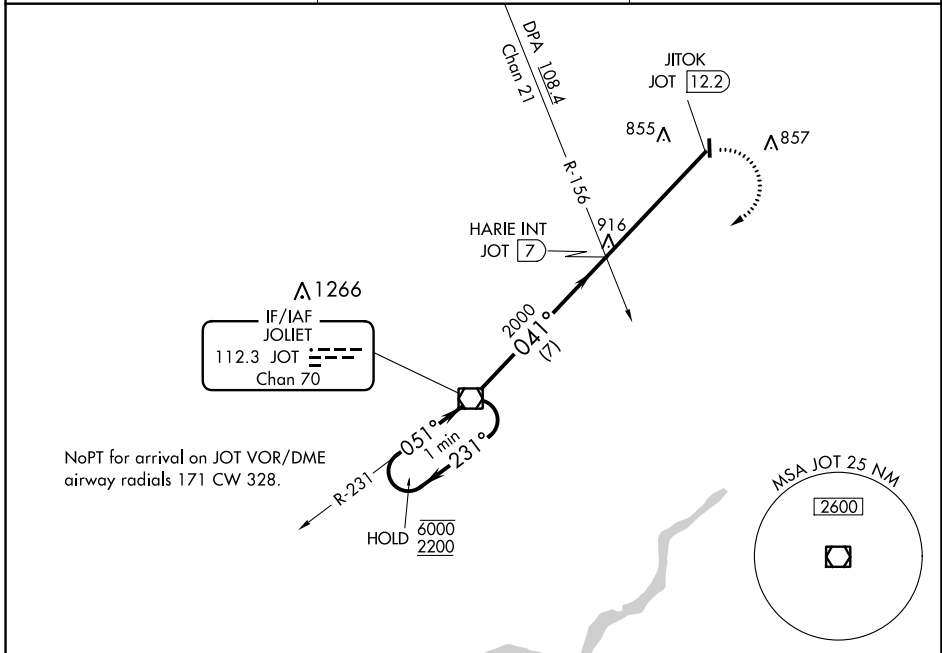 DPA 108.4
Chan 21
R-156
JITOK
JOT 12.2
855
857
HARIE INT
JOT 7
916
1266
IF/IAF
JOLIET
112.3 JOT
Chan 70
2000
041°
(7)
NoPT for arrival on JOT VOR/DME
airway radials 171 CW 328.
051°
1 min
231°
R-231
HOLD 6000
2200
MSA JOT 25 NM
2600